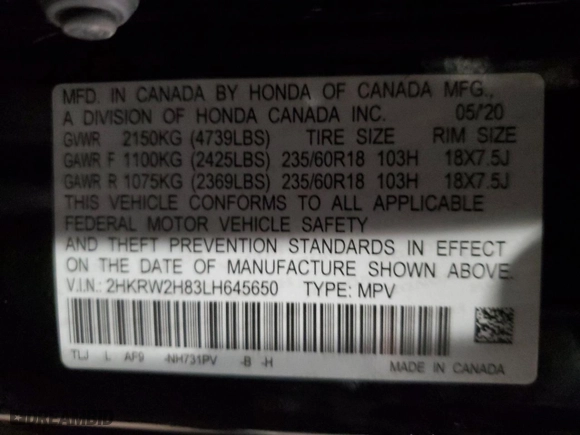 MFD. IN CANADA BY HONDA OF CANADA MFG.,
A DIVISION OF HONDA CANADA INC. 05/'20
GVWR 2150KG (4739LBS) TIRE SIZE RIM SIZE
GAWR F 1100KG (2425LBS) 235/60R18 103H 18X7.5J
GAWR R 1075KG (2369LBS) 235/60R18 103H 18X7.5J
THIS VEHICLE CONFORMS TO ALL APPLICABLE
FEDERAL MOTOR VEHICLE SAFETY
AND THEFT PREVENTION STANDARDS IN EFFECT
ON THE DATE OF MANUFACTURE SHOWN ABOVE.
V.I.N.: 2HKRW2H83LH645650 TYPE: MPV
TLJ L AF9 -NH731PV -B -H
MADE IN CANADA